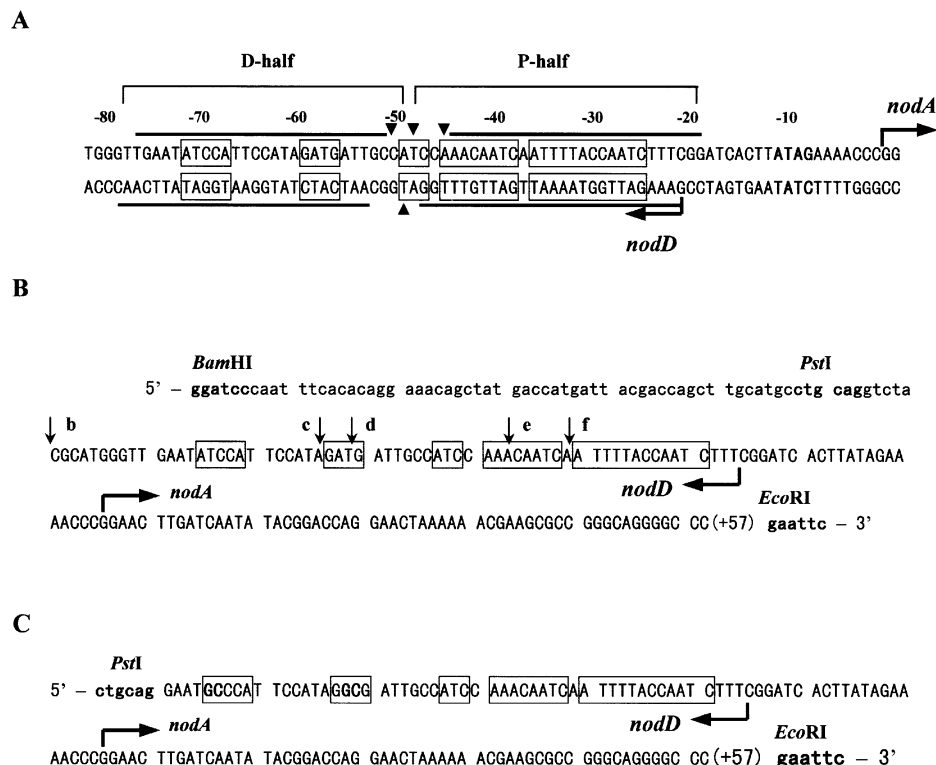 A
D-half P-half
-80 -70 -60 -50 -40 -30 -20 -10 nodA
TGGGTTGAATATCCATTCCATAGATGATTGCCATCCAAACAATCAATTTTACCAATCTTTCGGATCACTTATAGAAAACCCGG
ACCCAACTTATAGGTAAGGTATCTACTAACGGTAGGTTTGTTAGTTAAAATGGTTAGAAAGCCTAGTGAATATCTTTTGGGCC
nodD
B
BamHI PstI
5’ – ggatcccaat ttcacacagg aaacagctat gaccatgatt acgaccagct tgcatgcctg caggtcta
b c d e f
CGCATGGGTT GAATATCCAT TCCATAGATG ATTGCCATCC AAACAATCAA TTTTACCAAT CTTTCGGATC ACTTATAGAA
nodA nodD EcoRI
AACCCGGAAC TTGATCAATA TACGGACCAG GAACTAAAAA ACGAAGCGCC GGGCAGGGGC CC(+57) gaattc – 3’
C
PstI
5’ – ctgcag GAATGCCCAT TCCATAGGCG ATTGCCATCC AAACAATCAA TTTTACCAAT CTTTCGGATC ACTTATAGAA
nodA nodD EcoRI
AACCCGGAAC TTGATCAATA TACGGACCAG GAACTAAAAA ACGAAGCGCC GGGCAGGGGC CC(+57) gaattc – 3’